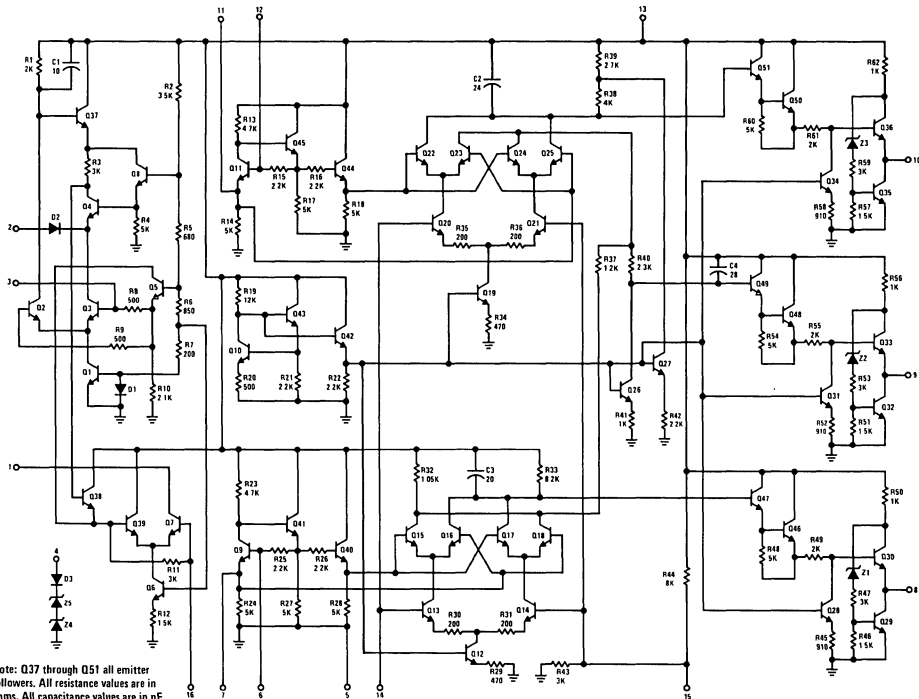 11
12
13
R1
2K
C1
10
R2
3 5K
Q37
R3
3K
Q8
Q4
R4
5K
2
D2
R5
680
3
Q2
Q3
R8
500
Q5
R6
850
R9
500
R7
200
Q1
D1
R10
2 1K
R13
4 7K
Q45
Q11
R15
2 2K
R16
2 2K
Q44
R14
5K
R17
5K
R18
5K
C2
24
R39
2 7K
R38
4K
Q22
Q23
Q24
Q25
Q20
Q21
R35
200
R36
200
R37
1.2K
R40
2 3K
Q19
R34
470
R19
12K
Q43
Q42
Q10
R20
500
R21
2 2K
R22
2 2K
Q26
Q27
R41
1K
R42
2 2K
Q51
Q50
R60
5K
R61
2K
R62
1K
Q36
Z3
10
R59
3K
Q34
Q35
R58
910
R57
1 5K
C4
28
Q49
Q48
R54
5K
R55
2K
R56
1K
Q33
Z2
9
R53
3K
Q31
Q32
R52
910
R51
1 5K
1
Q38
Q39
Q7
R11
3K
Q6
R12
1 5K
4
D3
Z5
Z4
R23
4 7K
Q41
Q9
R25
2 2K
R26
2 2K
Q40
R24
5K
R27
5K
R28
5K
R32
1 05K
C3
20
R33
8 2K
Q15
Q16
Q17
Q18
Q13
Q14
R30
200
R31
200
Q12
R29
470
R43
3K
R44
8K
Q47
Q46
R48
5K
R49
2K
R50
1K
Q30
Z1
8
R47
3K
Q28
Q29
R45
910
R46
1 5K
ote: Q37 through Q51 all emitter
ollowers. All resistance values are in
hms. All capacitance values are in pF
16
7
6
5
14
15